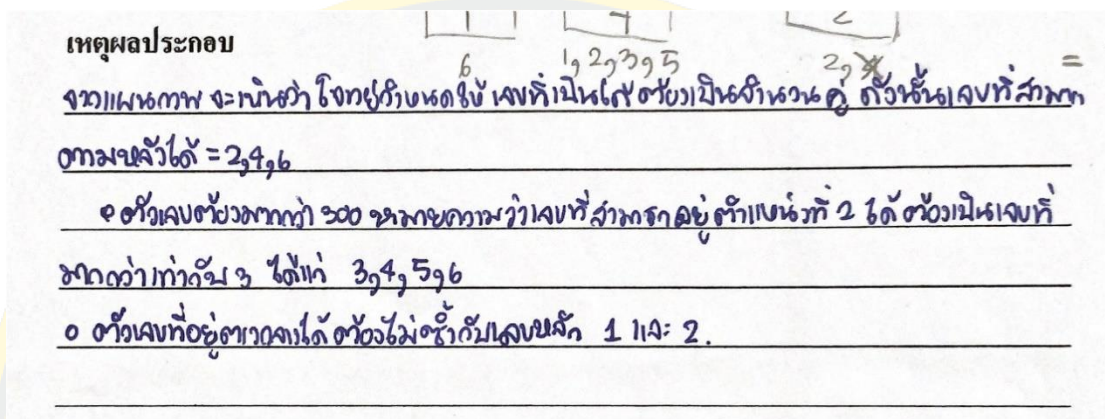 1 4 2
เหตุผลประกอบ
6 1,2,3,5 2, =
จากแผนภาพ จะเห็นว่า โจทย์กำหนดให้ เลขที่เป็นได้ ต้องเป็นจำนวน คู่ ดังนั้นเลขที่สามารถ
ตามหลังได้ = 2,4,6
ตัวเลขต้องมากกว่า 300 หมายความว่าเลขที่สามารถอยู่ตำแหน่งที่ 2 ได้ ต้องเป็นเลขที่
มากกว่าเท่ากับ 3 ได้แก่ 3,4,5,6
ตัวเลขที่อยู่ตรงกลางได้ ต้องไม่ซ้ำกับเลขหลัก 1 และ 2.